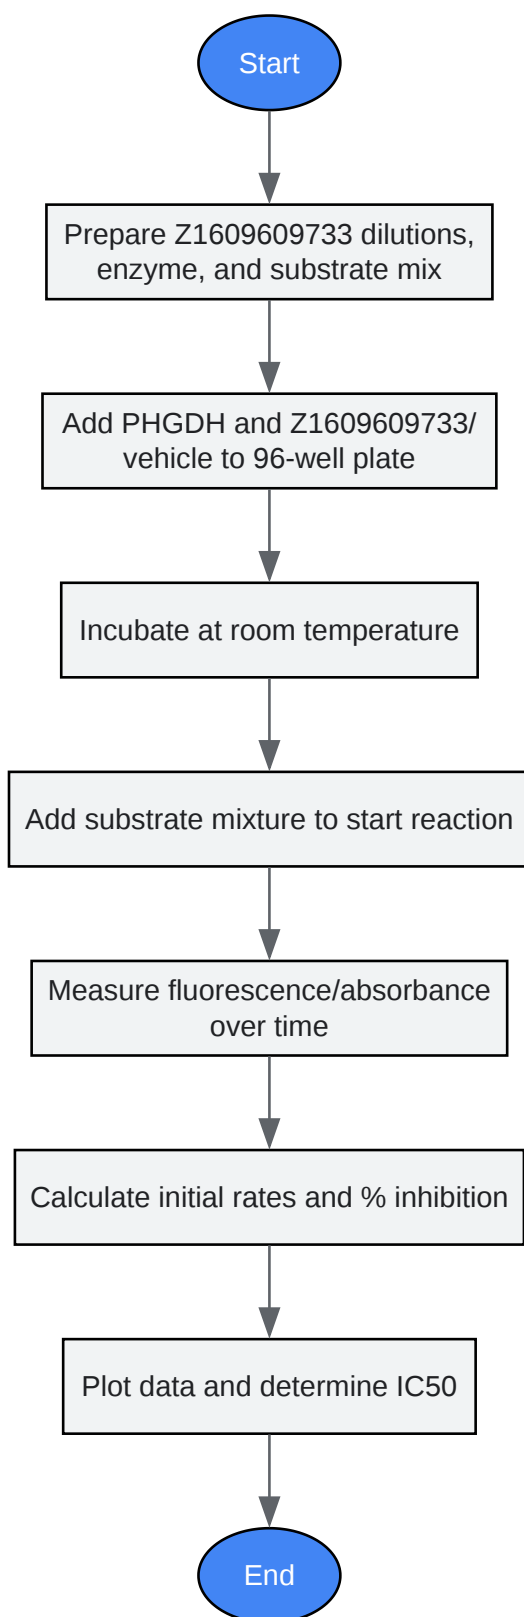 Start
Prepare Z1609609733 dilutions,
enzyme, and substrate mix
Add PHGDH and Z1609609733/
vehicle to 96-well plate
Incubate at room temperature
Add substrate mixture to start reaction
Measure fluorescence/absorbance
over time
Calculate initial rates and % inhibition
Plot data and determine IC50
End